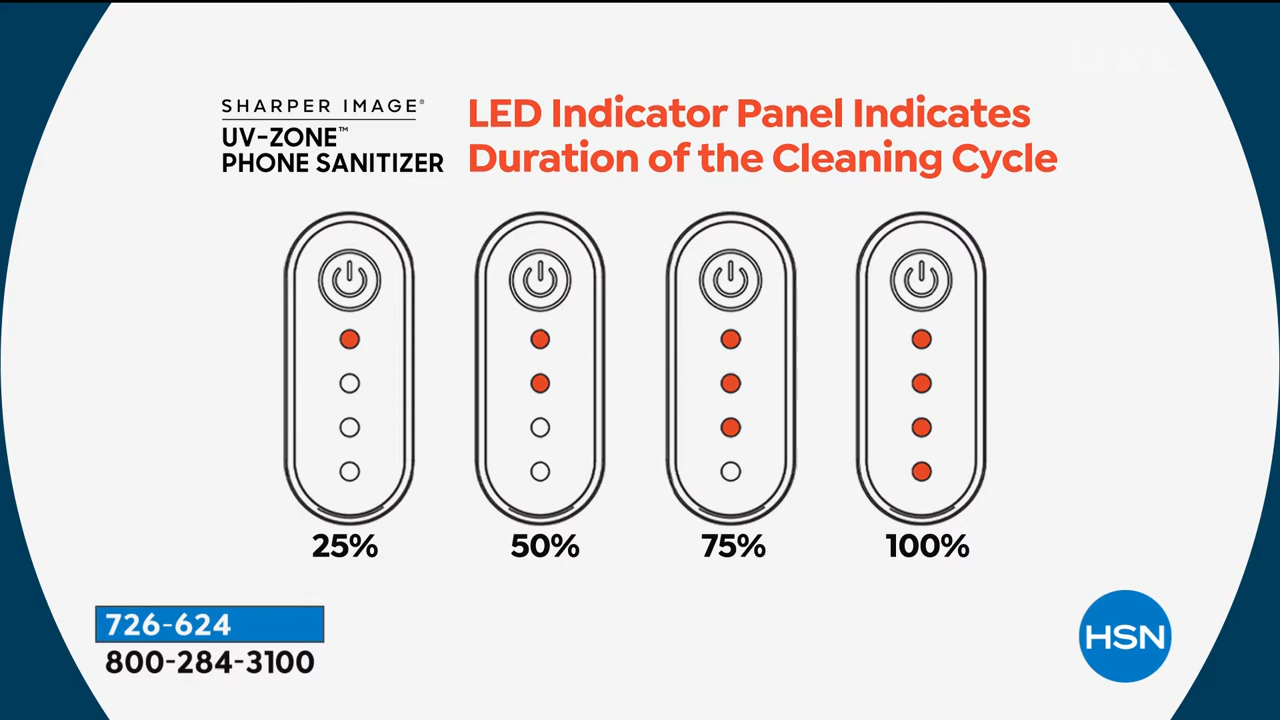 SHARPER IMAGE®
UV-ZONE™
PHONE SANITIZER
LED Indicator Panel Indicates
Duration of the Cleaning Cycle
25%
50%
75%
100%
726-624
800-284-3100
HSN